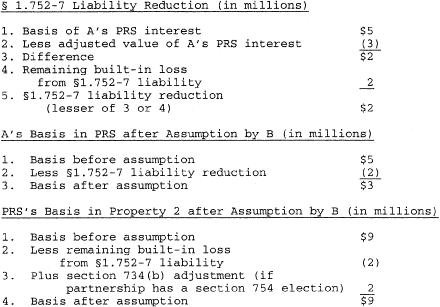 § 1.752-7 Liability Reduction (in millions)
1. Basis of A's PRS interest $5
2. Less adjusted value of A's PRS interest (3)
3. Difference $2
4. Remaining built-in loss
from §1.752-7 liability 2
5. §1.752-7 liability reduction
(lesser of 3 or 4) $2
A's Basis in PRS after Assumption by B (in millions)
1. Basis before assumption $5
2. Less §1.752-7 liability reduction (2)
3. Basis after assumption $3
PRS's Basis in Property 2 after Assumption by B (in millions)
1. Basis before assumption $9
2. Less remaining built-in loss
from §1.752-7 liability (2)
3. Plus section 734(b) adjustment (if
partnership has a section 754 election) 2
4. Basis after assumption $9